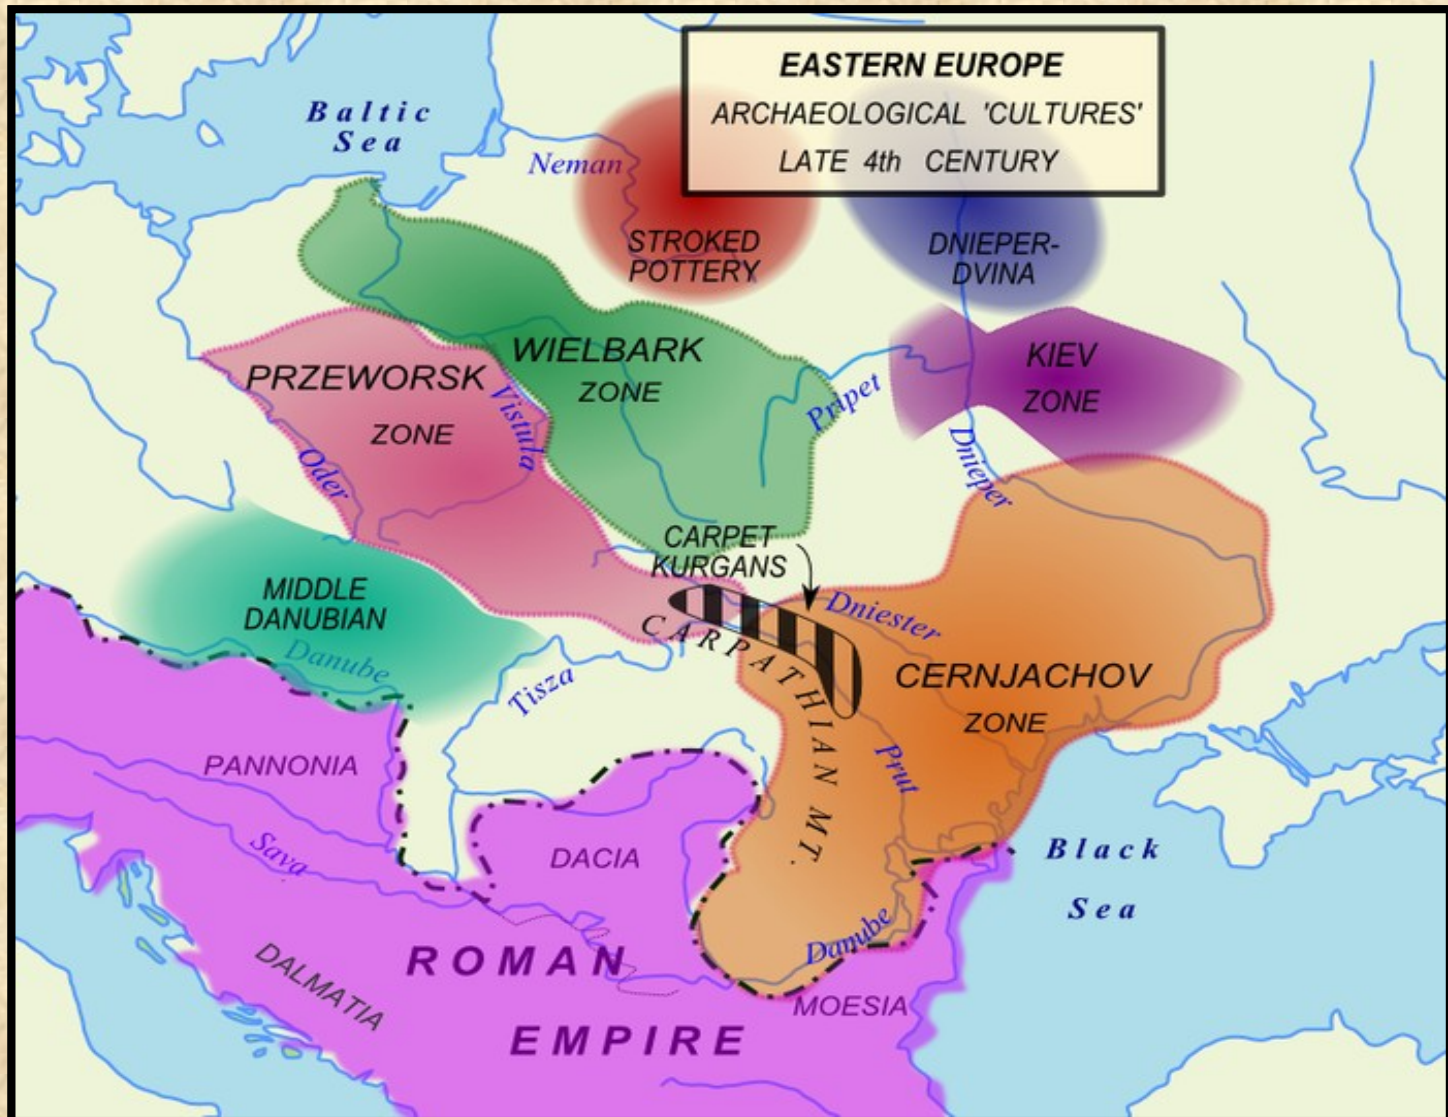 EASTERN EUROPE
ARCHAEOLOGICAL 'CULTURES'
LATE 4th CENTURY
Baltic
Sea
Neman
STROKED
POTTERY
DNIEPER-
DVINA
WIELBARK
ZONE
PRZEWORSK
ZONE
KIEV
ZONE
Vistula
Pripet
Oder
Dnieper
CARPET
KURGANS
MIDDLE
DANUBIAN
Danube
Dniester
CARPATHIAN MT.
Tisza
CERNJACHOV
ZONE
Prut
PANNONIA
Sava
DACIA
Black
Sea
Danube
DALMATIA
ROMAN
EMPIRE
MOESIA